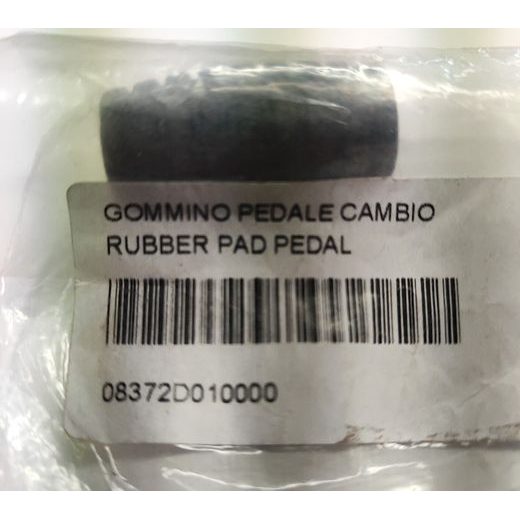 GOMMINO PEDALE CAMBIO
RUBBER PAD PEDAL
08372D010000